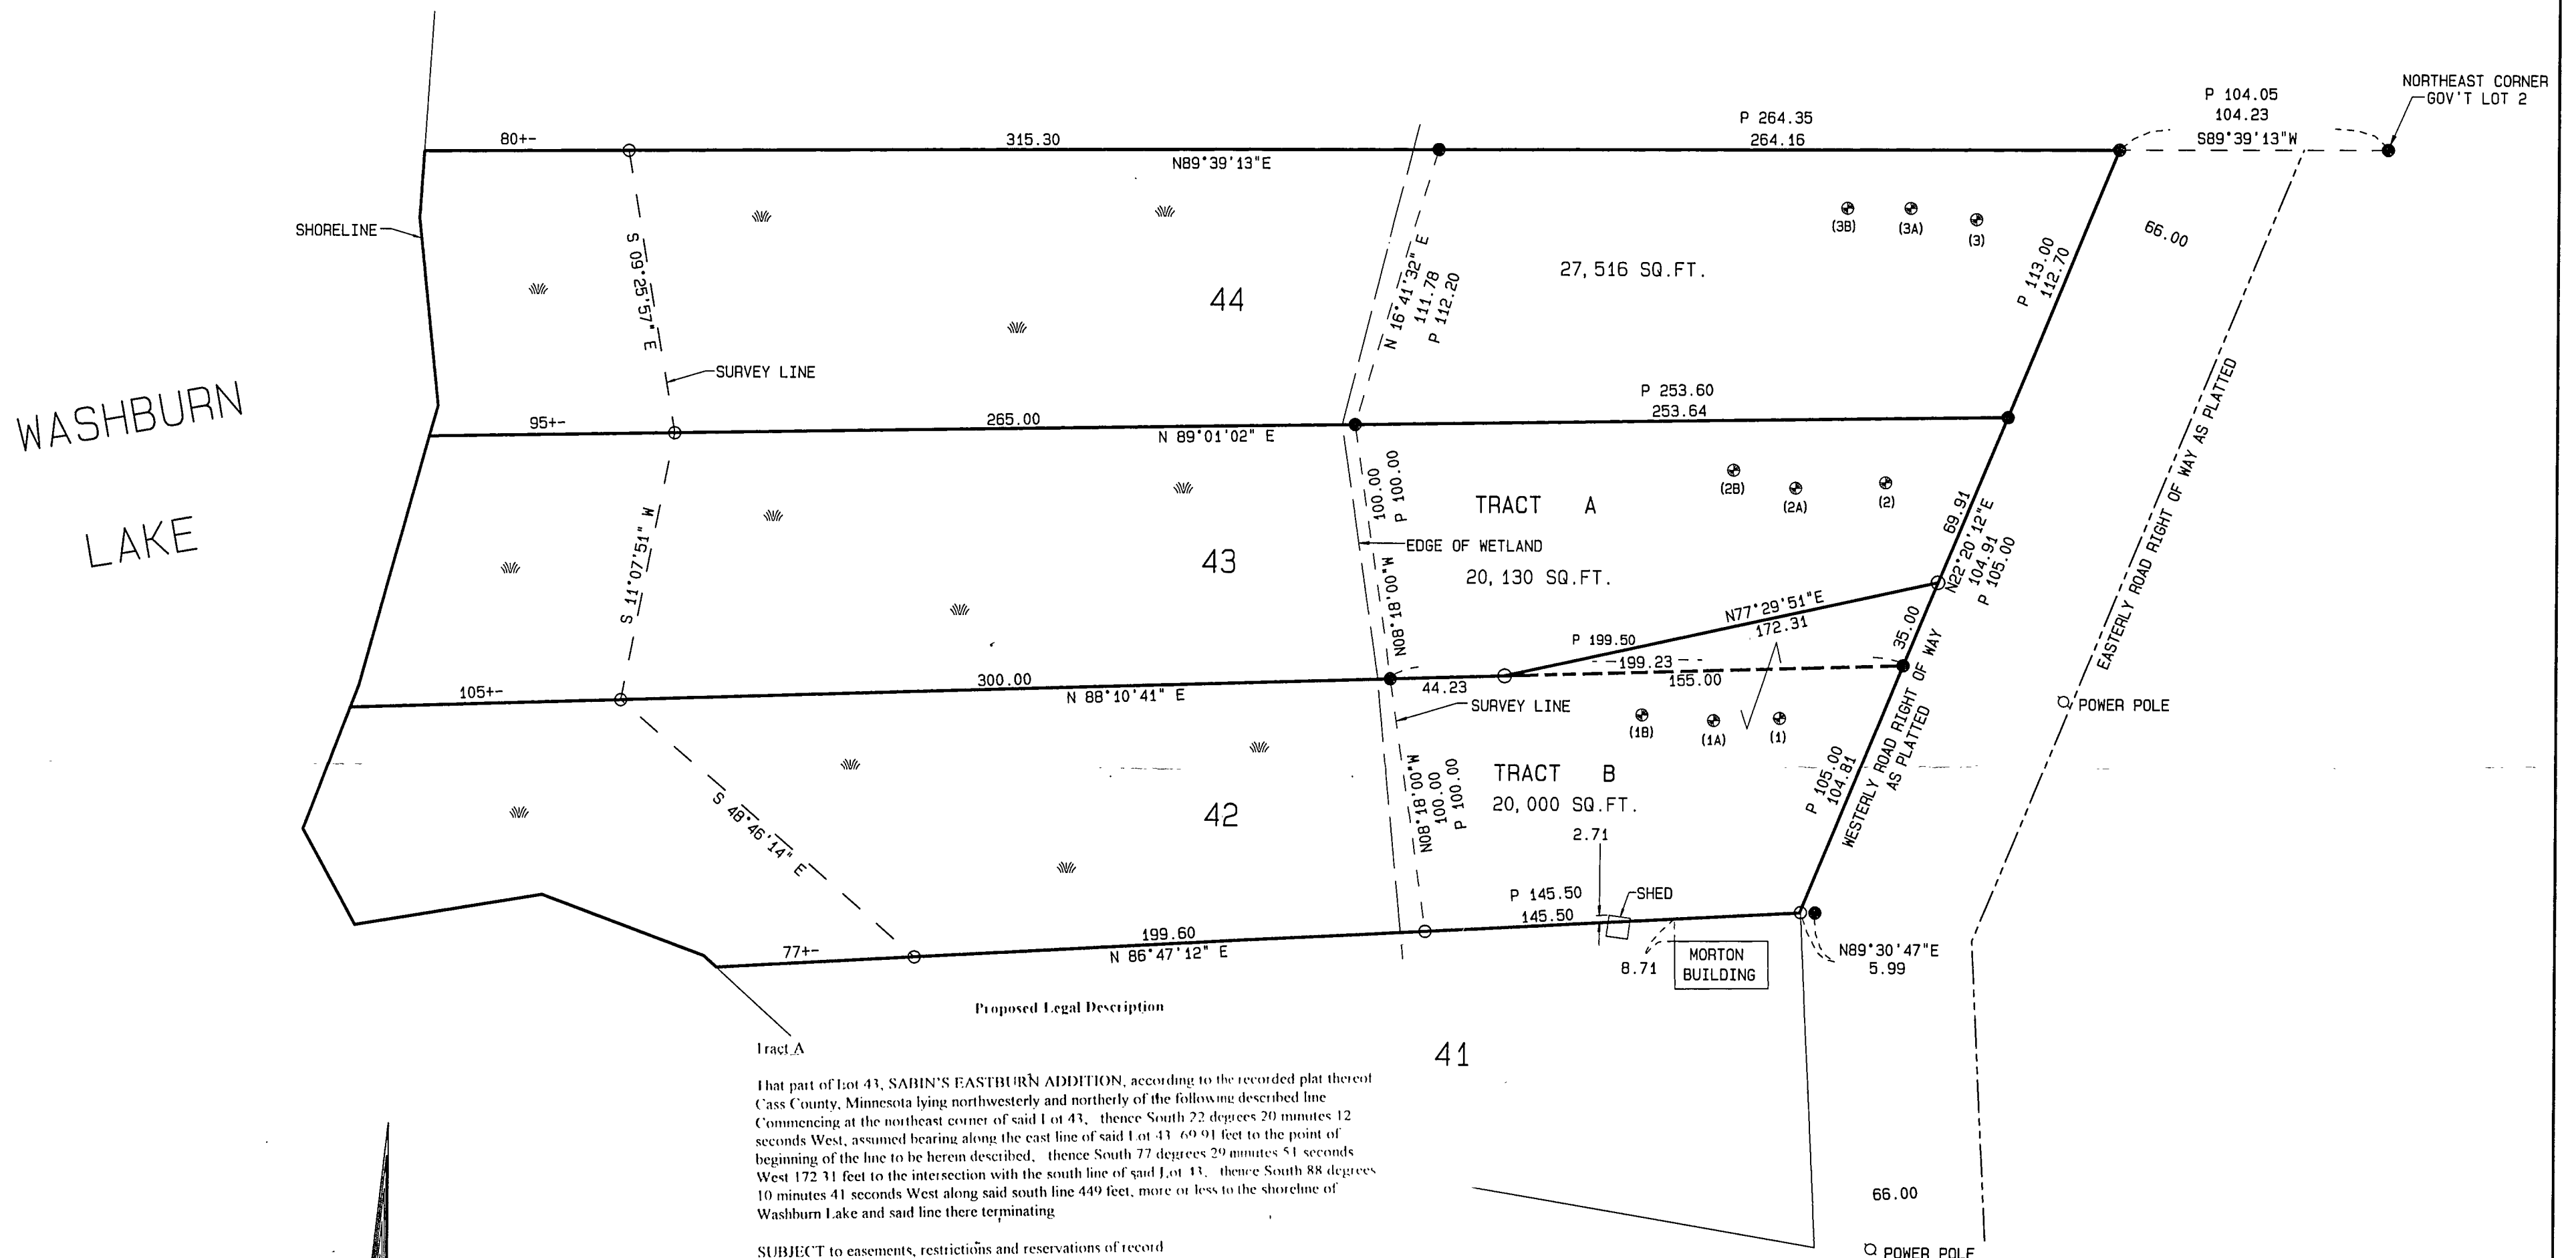 NORTHEAST CORNER
GOV'T LOT 2
P 104.05
104.23
S89°39'13"W
P 264.35
264.16
80+-
315.30
N89°39'13"E
SHORELINE
S 09°25'57" E
44
N 16°41'32" E
111.78
P 112.20
27,516 SQ.FT.
(3B)
(3A)
(3)
P 113.00
112.70
66.00
SURVEY LINE
WASHBURN
LAKE
P 253.60
253.64
95+-
265.00
N 89°01'02" E
S 11°07'51" W
43
100.00
P 100.00
N08°18'00"W
EDGE OF WETLAND
TRACT A
20,130 SQ.FT.
(2B)
(2A)
(2)
69.91
N22°20'12"E
104.91
P 105.00
EASTERLY ROAD RIGHT OF WAY AS PLATTED
N77°29'51"E
172.31
P 199.50
199.23
35.00
105+-
300.00
N 88°10'41" E
44.23
155.00
SURVEY LINE
POWER POLE
(1B)
(1A)
(1)
WESTERLY ROAD RIGHT OF WAY
AS PLATTED
P 105.00
104.81
S 48°46'14" E
42
N08°18'00"W
100.00
P 100.00
TRACT B
20,000 SQ.FT.
2.71
SHED
P 145.50
145.50
77+-
199.60
N 86°47'12" E
8.71
MORTON
BUILDING
N89°30'47"E
5.99
41
Proposed Legal Description
Tract A
That part of Lot 43, SABIN'S EASTBURN ADDITION, according to the recorded plat thereof
Cass County, Minnesota lying northwesterly and northerly of the following described line
Commencing at the northeast corner of said Lot 43, thence South 22 degrees 20 minutes 12
seconds West, assumed bearing along the east line of said Lot 43 69 91 feet to the point of
beginning of the line to be herein described, thence South 77 degrees 29 minutes 51 seconds
West 172 31 feet to the intersection with the south line of said Lot 43, thence South 88 degrees
10 minutes 41 seconds West along said south line 449 feet, more or less to the shoreline of
Washburn Lake and said line there terminating
SUBJECT to easements, restrictions and reservations of record
66.00
POWER POLE